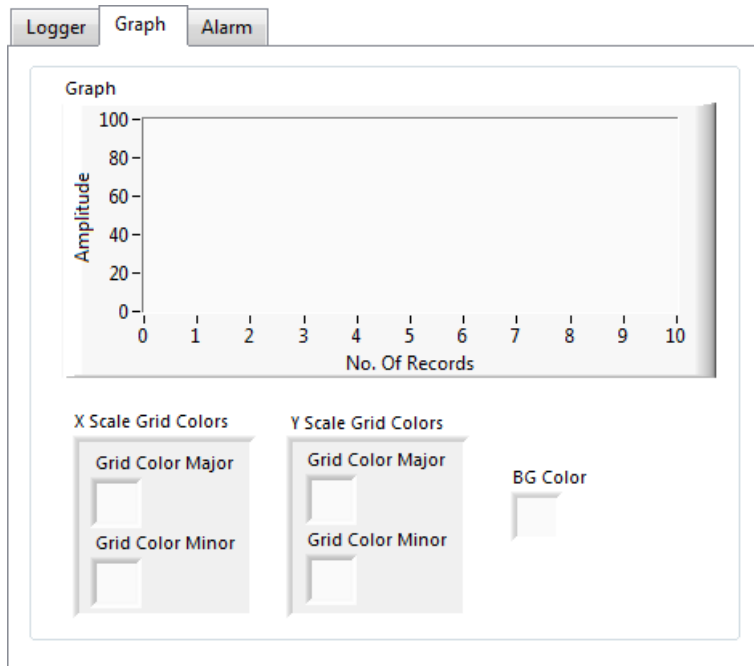 Logger Graph Alarm
Graph
100
80
60
40
20
0
Amplitude
0 1 2 3 4 5 6 7 8 9 10
No. Of Records
X Scale Grid Colors
Grid Color Major
Grid Color Minor
Y Scale Grid Colors
Grid Color Major
Grid Color Minor
BG Color